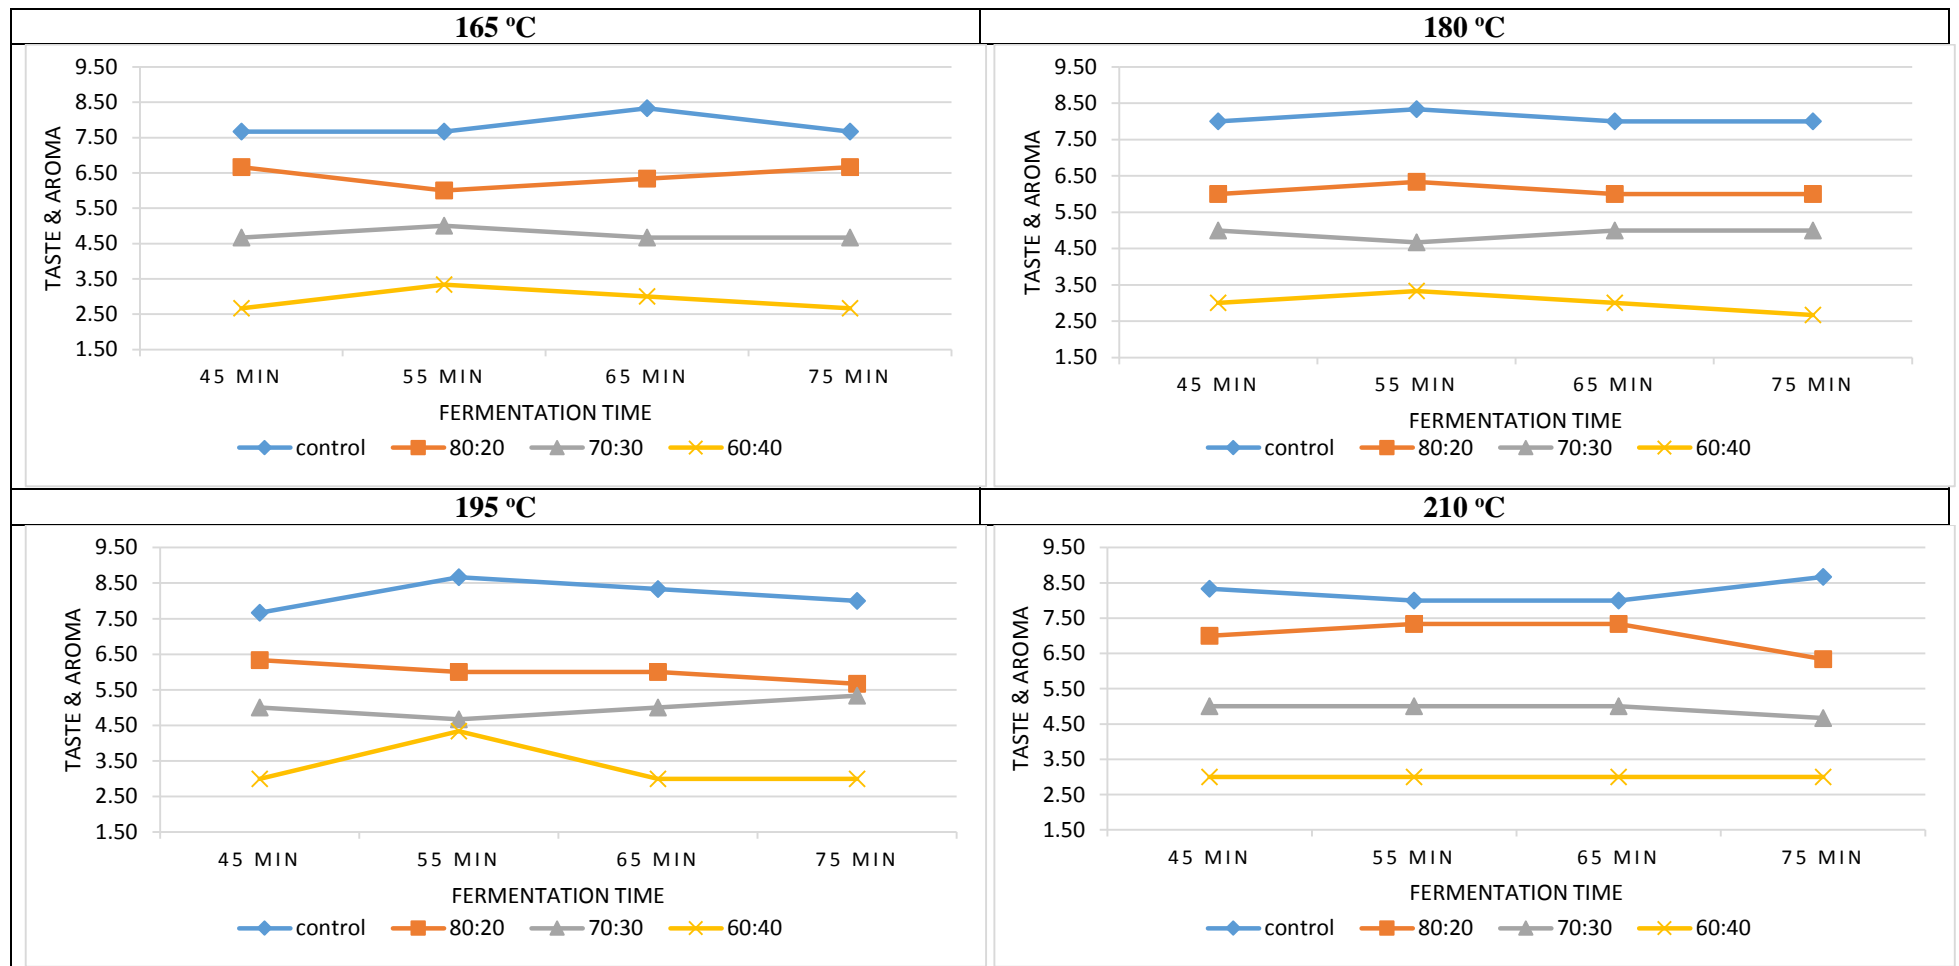 165 ºC
9.50
8.50
7.50
6.50
5.50
4.50
3.50
2.50
1.50
TASTE & AROMA
45 MIN 55 MIN 65 MIN 75 MIN
FERMENTATION TIME
control 80:20 70:30 60:40
180 ºC
9.50
8.50
7.50
6.50
5.50
4.50
3.50
2.50
1.50
TASTE & AROMA
45 MIN 55 MIN 65 MIN 75 MIN
FERMENTATION TIME
control 80:20 70:30 60:40
195 ºC
9.50
8.50
7.50
6.50
5.50
4.50
3.50
2.50
1.50
TASTE & AROMA
45 MIN 55 MIN 65 MIN 75 MIN
FERMENTATION TIME
control 80:20 70:30 60:40
210 ºC
9.50
8.50
7.50
6.50
5.50
4.50
3.50
2.50
1.50
TASTE & AROMA
45 MIN 55 MIN 65 MIN 75 MIN
FERMENTATION TIME
control 80:20 70:30 60:40